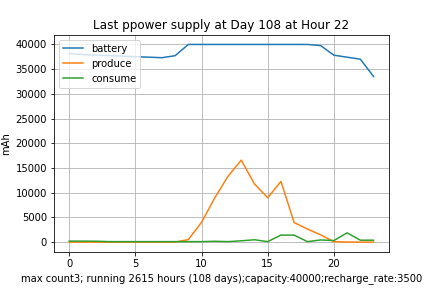 Last ppower supply at Day 108 at Hour 22
40000
35000
30000
25000
20000
15000
10000
5000
0
mAh
battery
produce
consume
0 5 10 15 20
max count3; running 2615 hours (108 days);capacity:40000;recharge_rate:3500